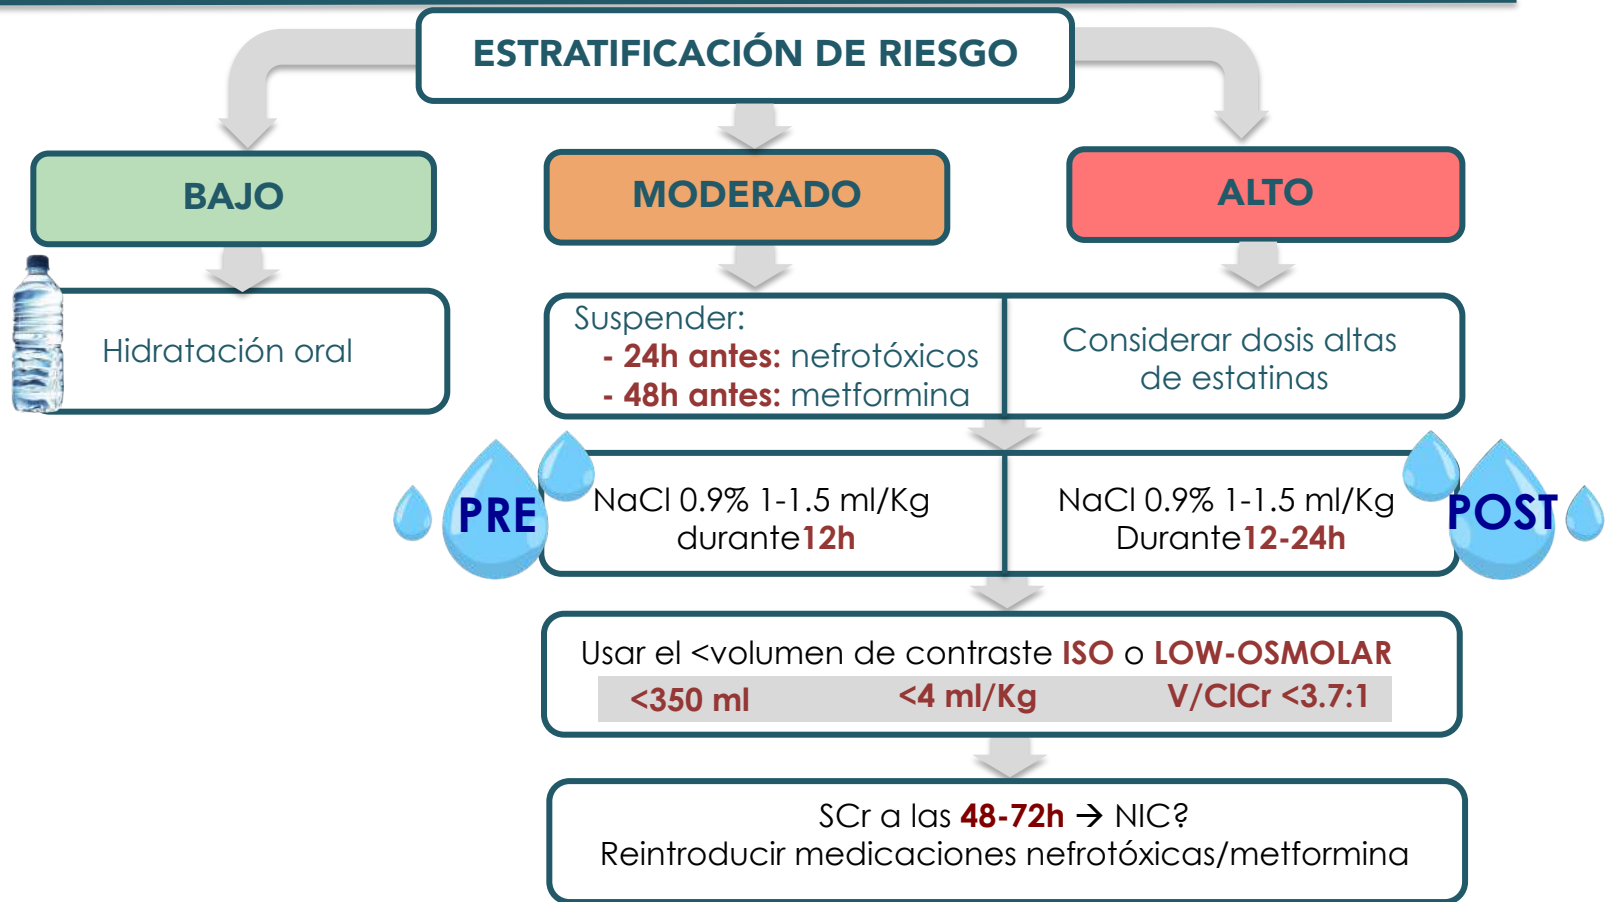 ESTRATIFICACIÓN DE RIESGO
BAJO
MODERADO
ALTO
Hidratación oral
Suspender:
- 24h antes: nefrotóxicos
- 48h antes: metformina
Considerar dosis altas
de estatinas
PRE
NaCl 0.9% 1-1.5 ml/Kg
durante12h
NaCl 0.9% 1-1.5 ml/Kg
Durante12-24h
POST
Usar el <volumen de contraste ISO o LOW-OSMOLAR
<350 ml <4 ml/Kg V/ClCr <3.7:1
SCr a las 48-72h → NIC?
Reintroducir medicaciones nefrotóxicas/metformina